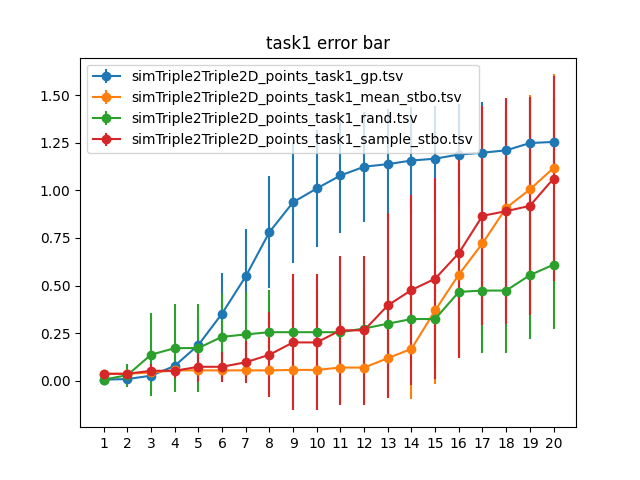 task1 error bar
simTriple2Triple2D_points_task1_gp.tsv
simTriple2Triple2D_points_task1_mean_stbo.tsv
simTriple2Triple2D_points_task1_rand.tsv
simTriple2Triple2D_points_task1_sample_stbo.tsv
1.50
1.25
1.00
0.75
0.50
0.25
0.00
1 2 3 4 5 6 7 8 9 10 11 12 13 14 15 16 17 18 19 20